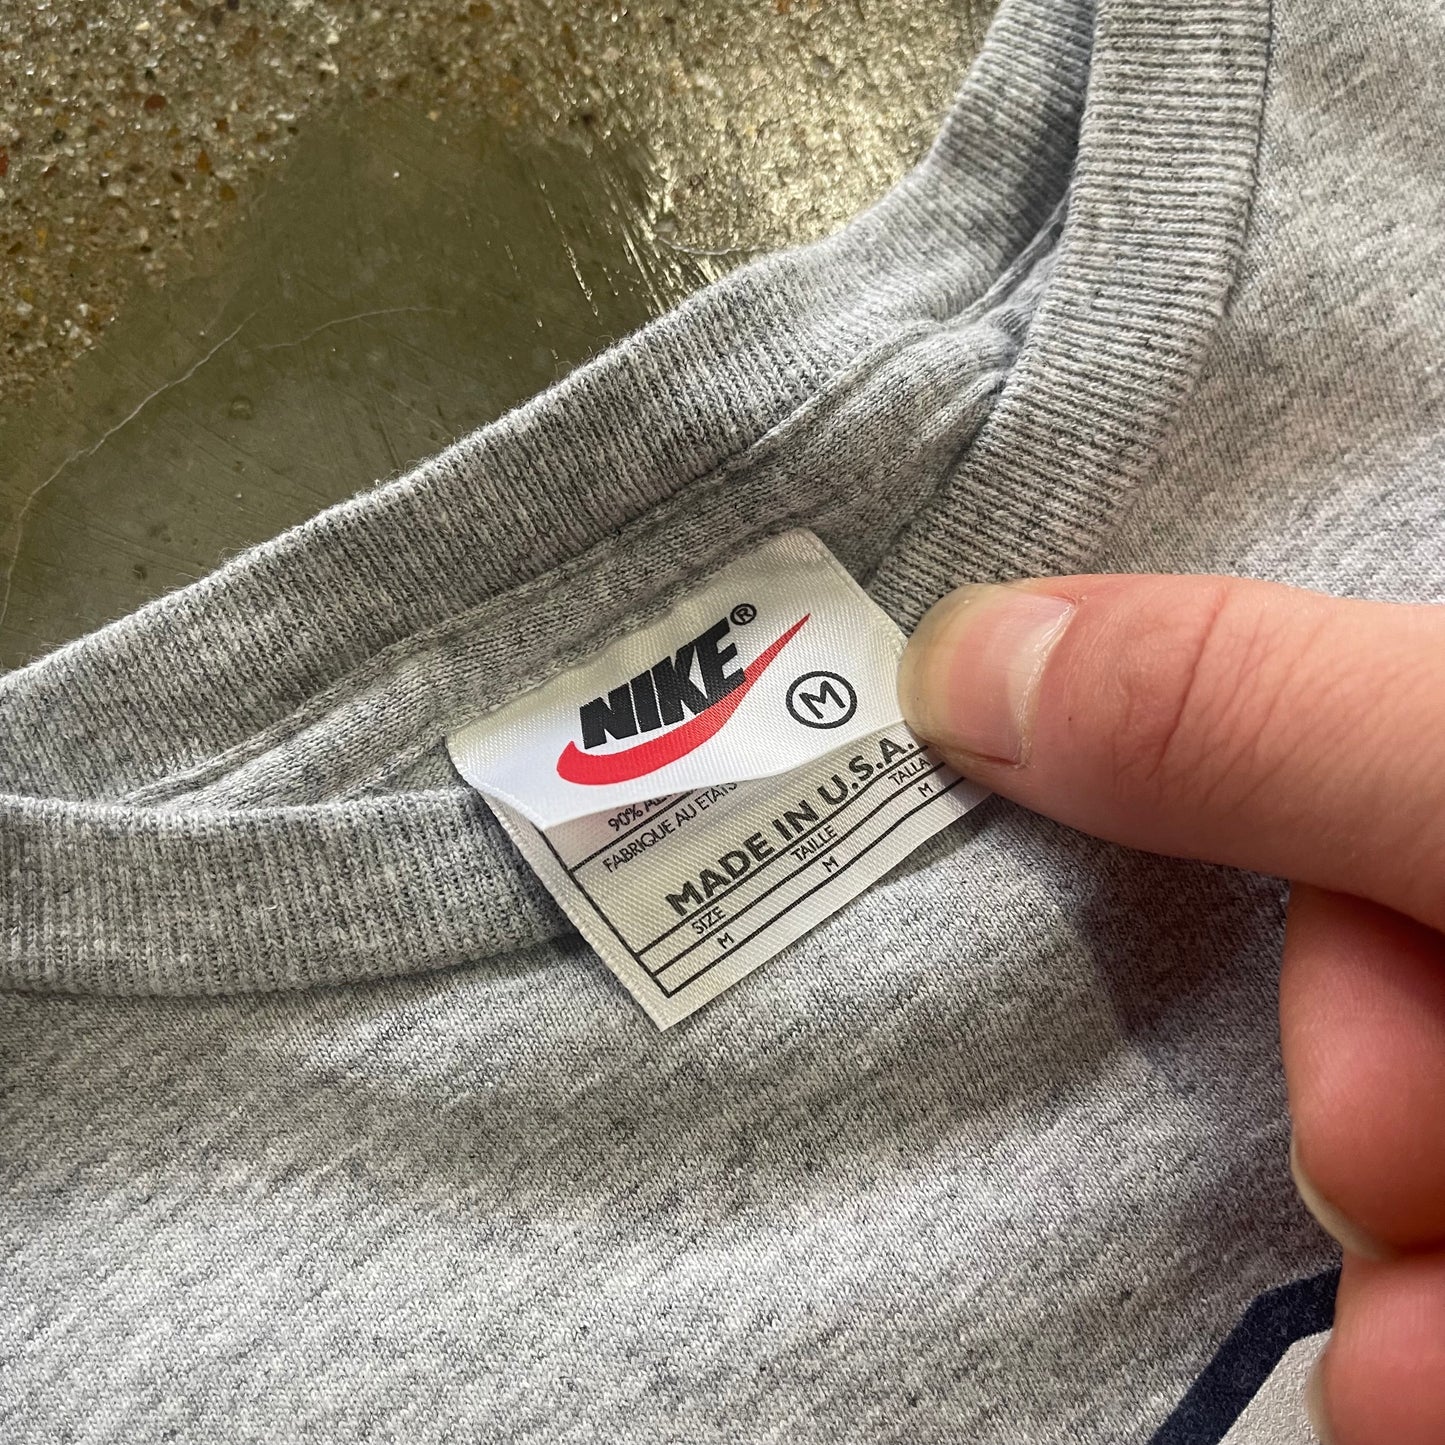 NIKE®
M
90%
FABRIQUE AU ETATS
MADE IN U.S.A.
SIZE TAILLE TALLA
M M M